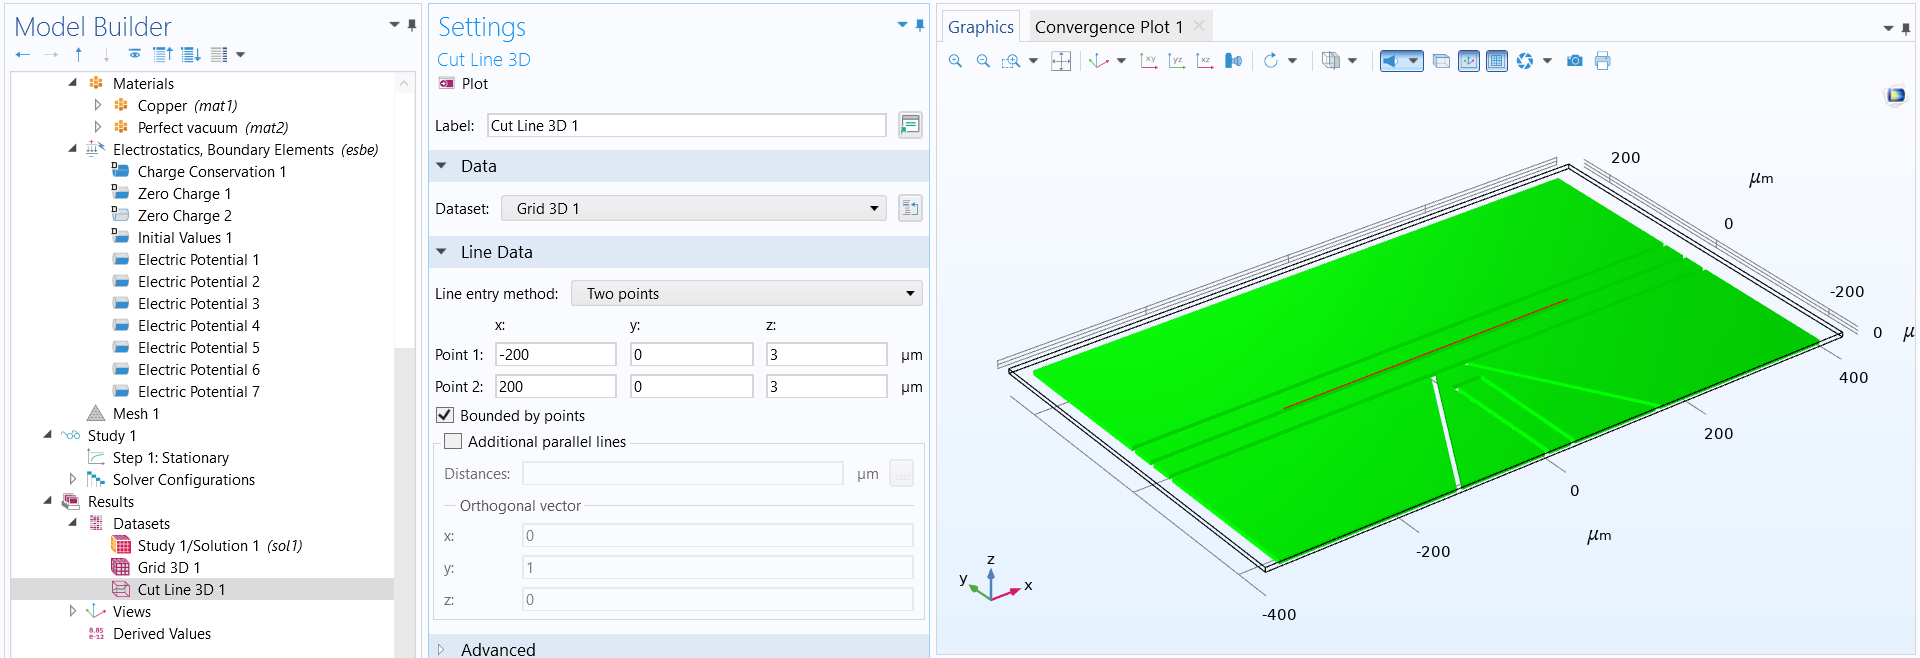 Model Builder
Materials
Copper (mat1)
Perfect vacuum (mat2)
Electrostatics, Boundary Elements (esbe)
Charge Conservation 1
Zero Charge 1
Zero Charge 2
Initial Values 1
Electric Potential 1
Electric Potential 2
Electric Potential 3
Electric Potential 4
Electric Potential 5
Electric Potential 6
Electric Potential 7
Mesh 1
Study 1
Step 1: Stationary
Solver Configurations
Results
Datasets
Study 1/Solution 1 (sol1)
Grid 3D 1
Cut Line 3D 1
Views
8.85
e-12
Derived Values
Settings
Cut Line 3D
Plot
Label: Cut Line 3D 1
Data
Dataset: Grid 3D 1
Line Data
Line entry method: Two points
x: y: z:
Point 1: -200 0 3 µm
Point 2: 200 0 3 µm
Bounded by points
Additional parallel lines
Distances: µm
Orthogonal vector
x: 0
y: 1
z: 0
Advanced
Graphics Convergence Plot 1
xy yz xz
200
µm
0
-200
0 µ
400
200
0
µm
-200
-400
z
y
x